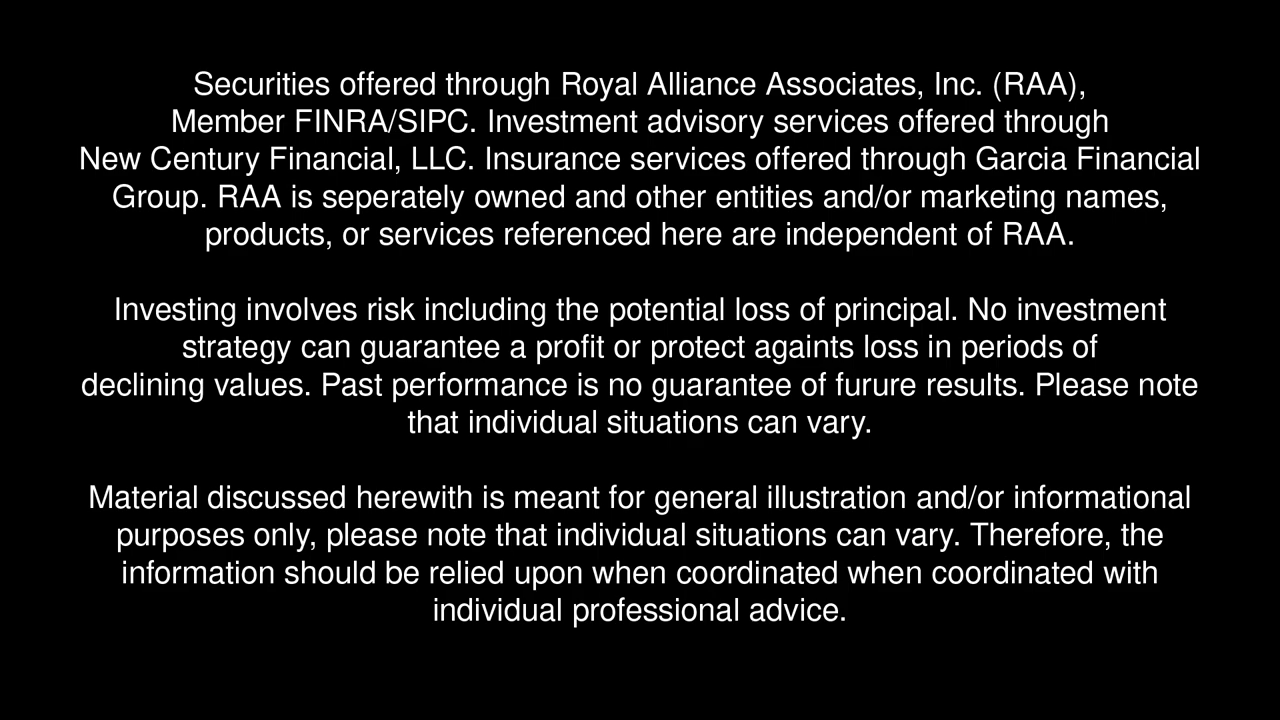 Securities offered through Royal Alliance Associates, Inc. (RAA),
Member FINRA/SIPC. Investment advisory services offered through
New Century Financial, LLC. Insurance services offered through Garcia Financial
Group. RAA is seperately owned and other entities and/or marketing names,
products, or services referenced here are independent of RAA.
Investing involves risk including the potential loss of principal. No investment
strategy can guarantee a profit or protect againts loss in periods of
declining values. Past performance is no guarantee of furure results. Please note
that individual situations can vary.
Material discussed herewith is meant for general illustration and/or informational
purposes only, please note that individual situations can vary. Therefore, the
information should be relied upon when coordinated when coordinated with
individual professional advice.